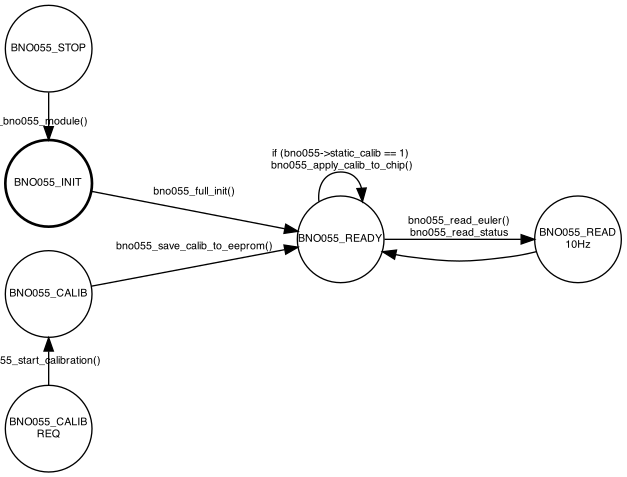 BNO055_STOP
_bno055_module()
BNO055_INIT
bno055_full_init()
if (bno055->static_calib == 1)
bno055_apply_calib_to_chip()
BNO055_READY
bno055_read_euler()
bno055_read_status
BNO055_READ
10Hz
bno055_save_calib_to_eeprom()
BNO055_CALIB
55_start_calibration()
BNO055_CALIB
REQ